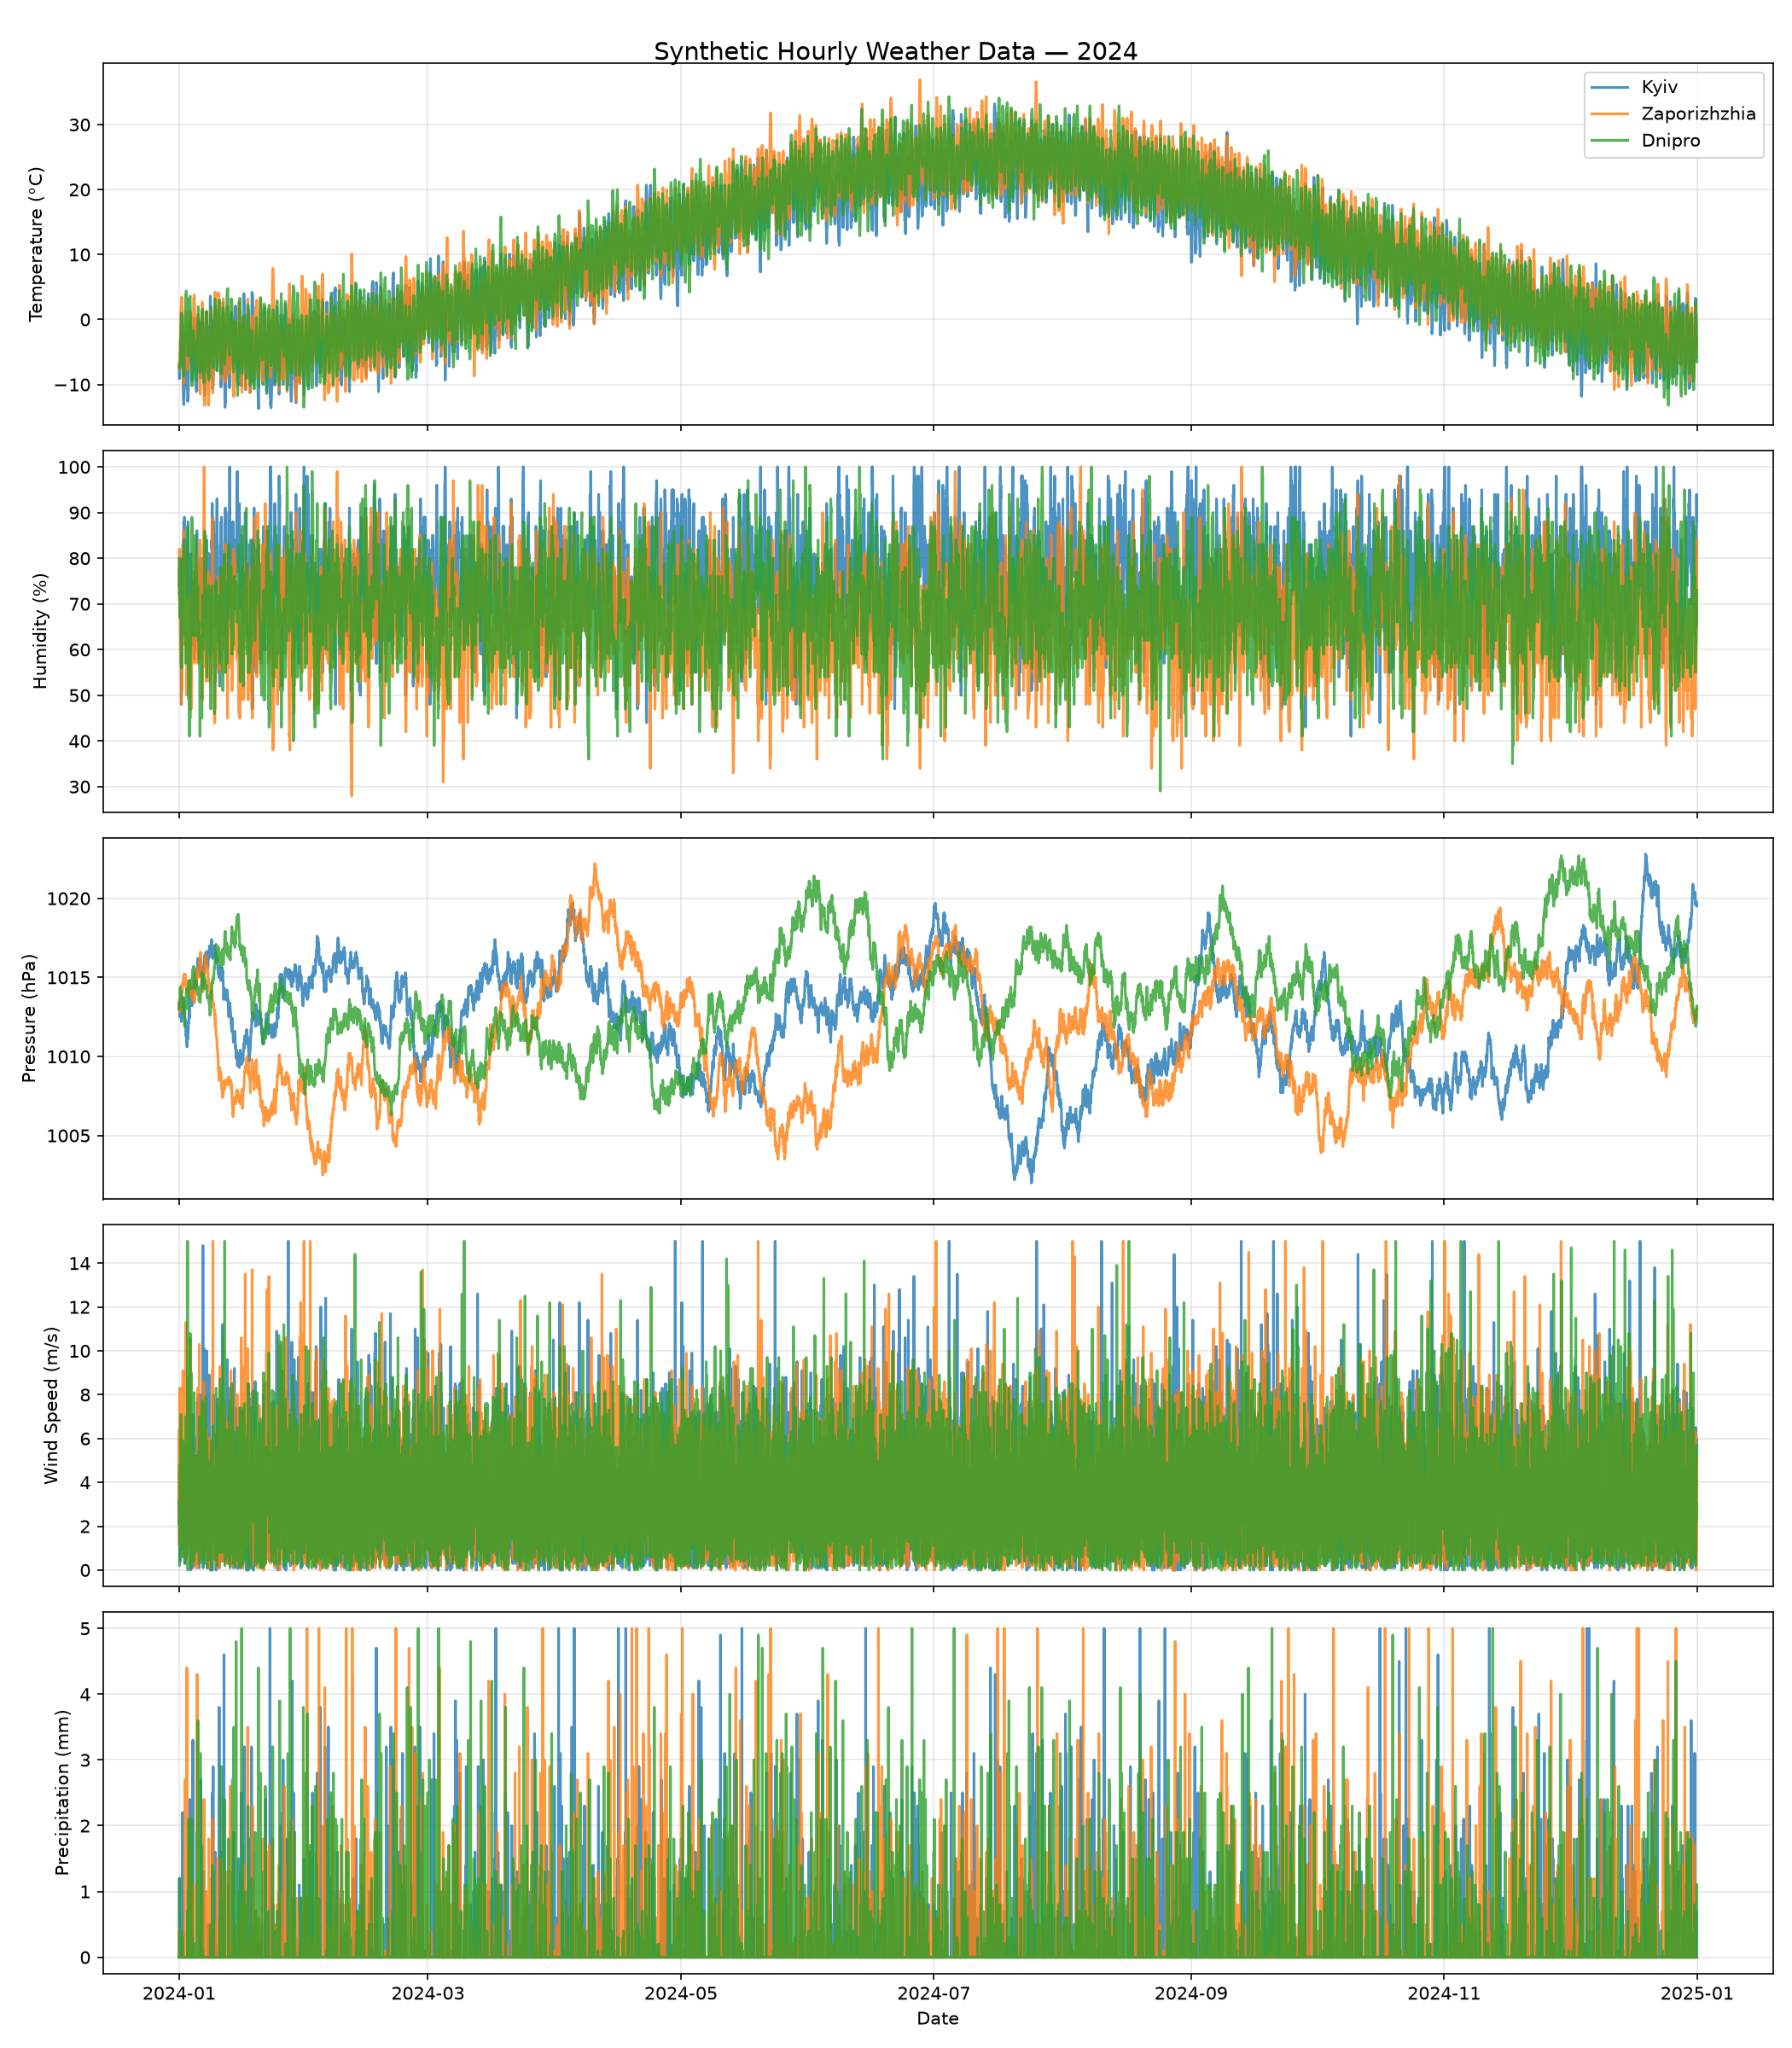 Synthetic Hourly Weather Data — 2024
Kyiv
Zaporizhzhia
Dnipro
Temperature (°C)
30
20
10
0
−10
Humidity (%)
100
90
80
70
60
50
40
30
Pressure (hPa)
1020
1015
1010
1005
Wind Speed (m/s)
14
12
10
8
6
4
2
0
Precipitation (mm)
5
4
3
2
1
0
2024-01 2024-03 2024-05 2024-07 2024-09 2024-11 2025-01
Date